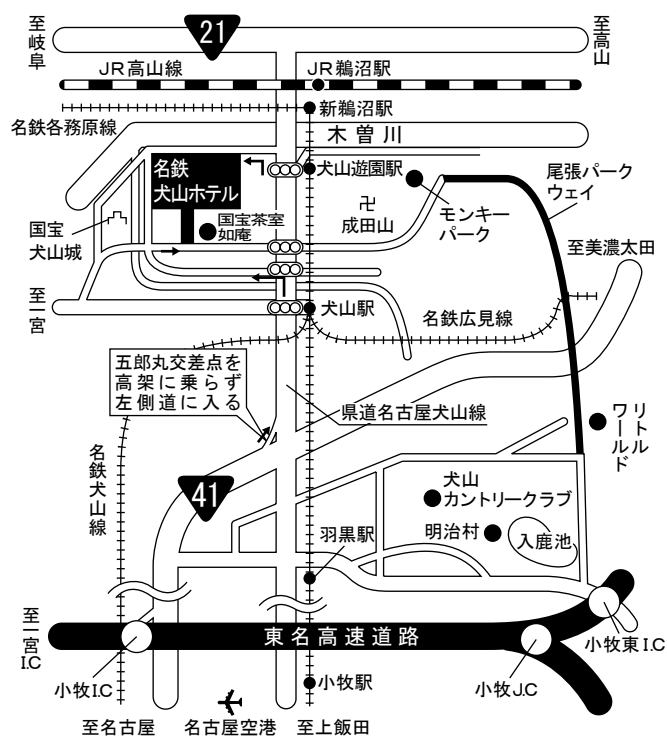 至岐阜
21
至高山
JR高山線
JR鵜沼駅
新鵜沼駅
名鉄各務原線
木曽川
名鉄
犬山ホテル
犬山遊園駅
尾張パーク
ウェイ
卍
成田山
モンキー
パーク
国宝
犬山城
国宝茶室
如庵
至美濃太田
至一宮
犬山駅
名鉄広見線
五郎丸交差点を
高架に乗らず
左側道に入る
県道名古屋犬山線
リトル
ワールド
名鉄犬山線
41
犬山
カントリークラブ
明治村
入鹿池
羽黒駅
至一宮I.C
東名高速道路
小牧I.C
小牧J.C
小牧東I.C
小牧駅
至名古屋
名古屋空港
至上飯田